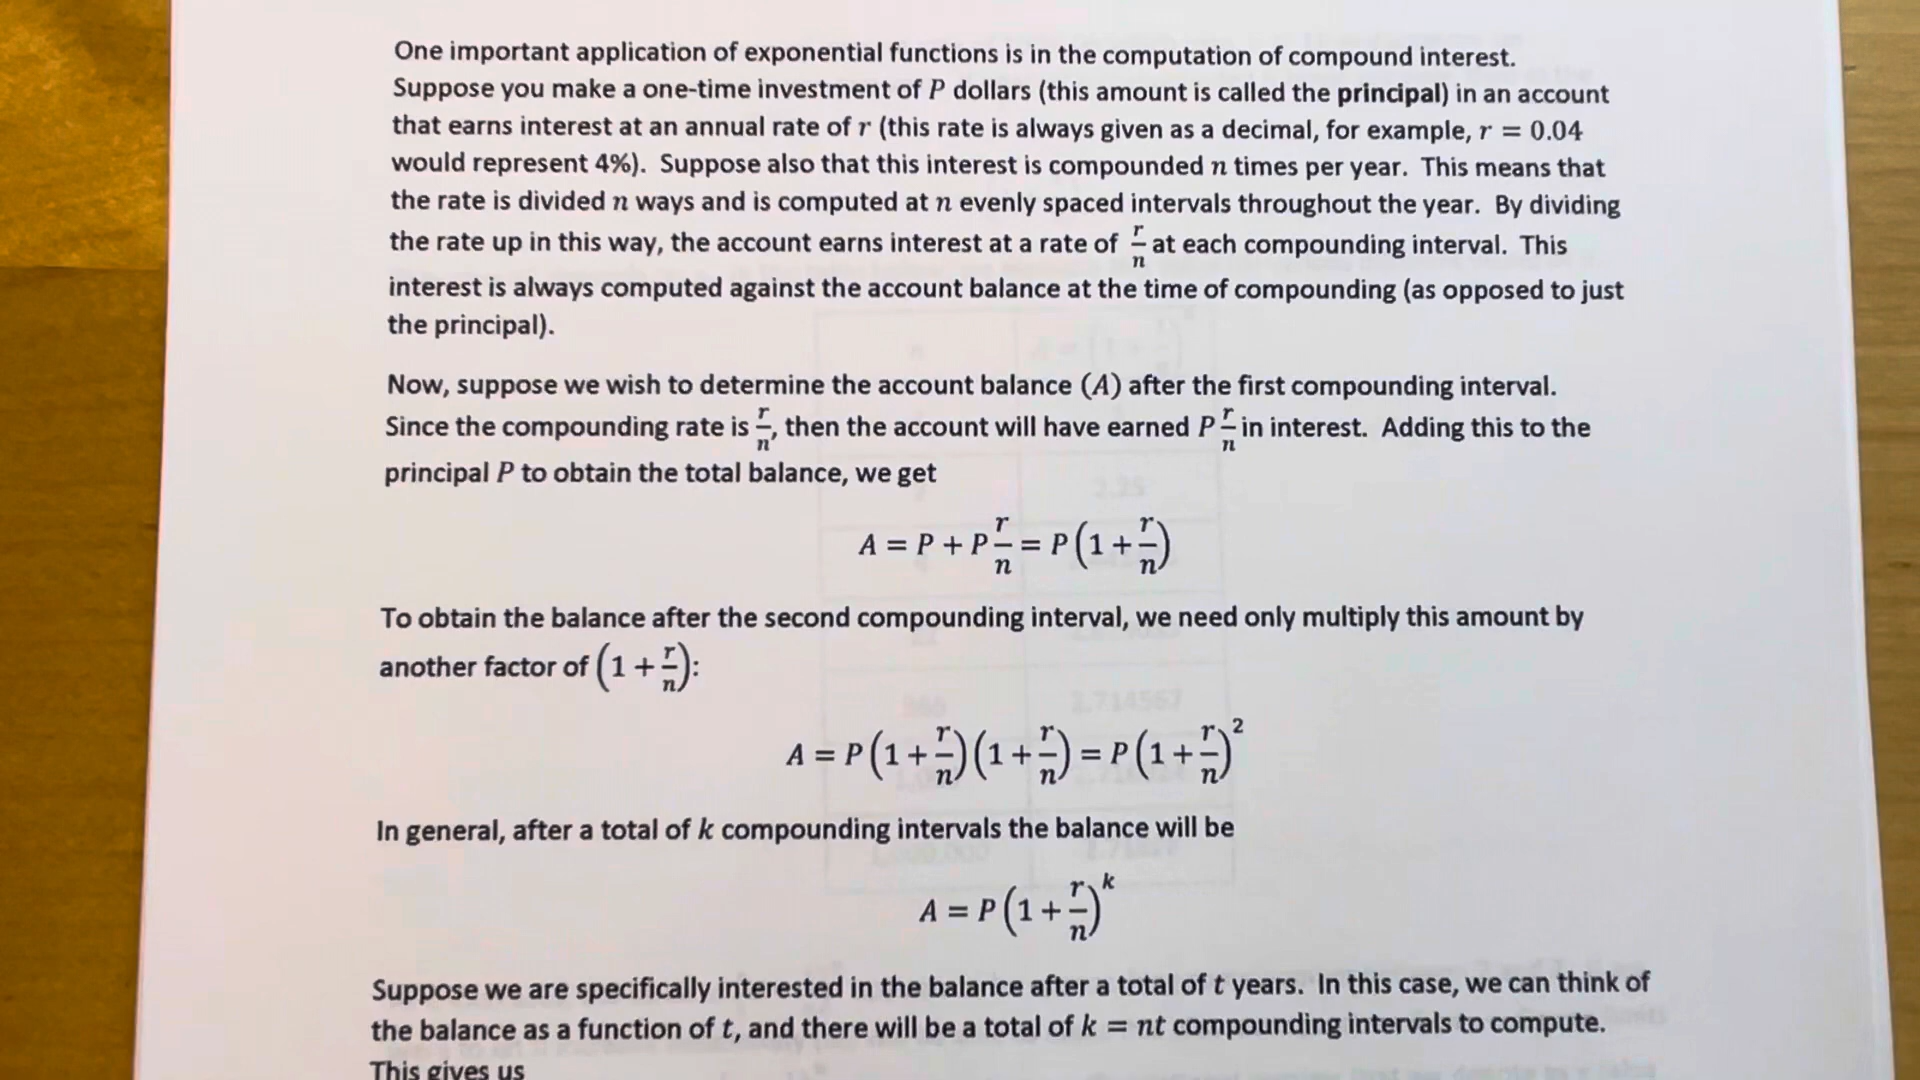 One important application of exponential functions is in the computation of compound interest.
Suppose you make a one-time investment of P dollars (this amount is called the principal) in an account
that earns interest at an annual rate of r (this rate is always given as a decimal, for example, r = 0.04
would represent 4%). Suppose also that this interest is compounded n times per year. This means that
the rate is divided n ways and is computed at n evenly spaced intervals throughout the year. By dividing
the rate up in this way, the account earns interest at a rate of r/n at each compounding interval. This
interest is always computed against the account balance at the time of compounding (as opposed to just
the principal).
Now, suppose we wish to determine the account balance (A) after the first compounding interval.
Since the compounding rate is r/n, then the account will have earned P r/n in interest. Adding this to the
principal P to obtain the total balance, we get
A = P + P r/n = P(1 + r/n)
To obtain the balance after the second compounding interval, we need only multiply this amount by
another factor of (1 + r/n):
A = P(1 + r/n)(1 + r/n) = P(1 + r/n)^2
In general, after a total of k compounding intervals the balance will be
A = P(1 + r/n)^k
Suppose we are specifically interested in the balance after a total of t years. In this case, we can think of
the balance as a function of t, and there will be a total of k = nt compounding intervals to compute.
This gives us